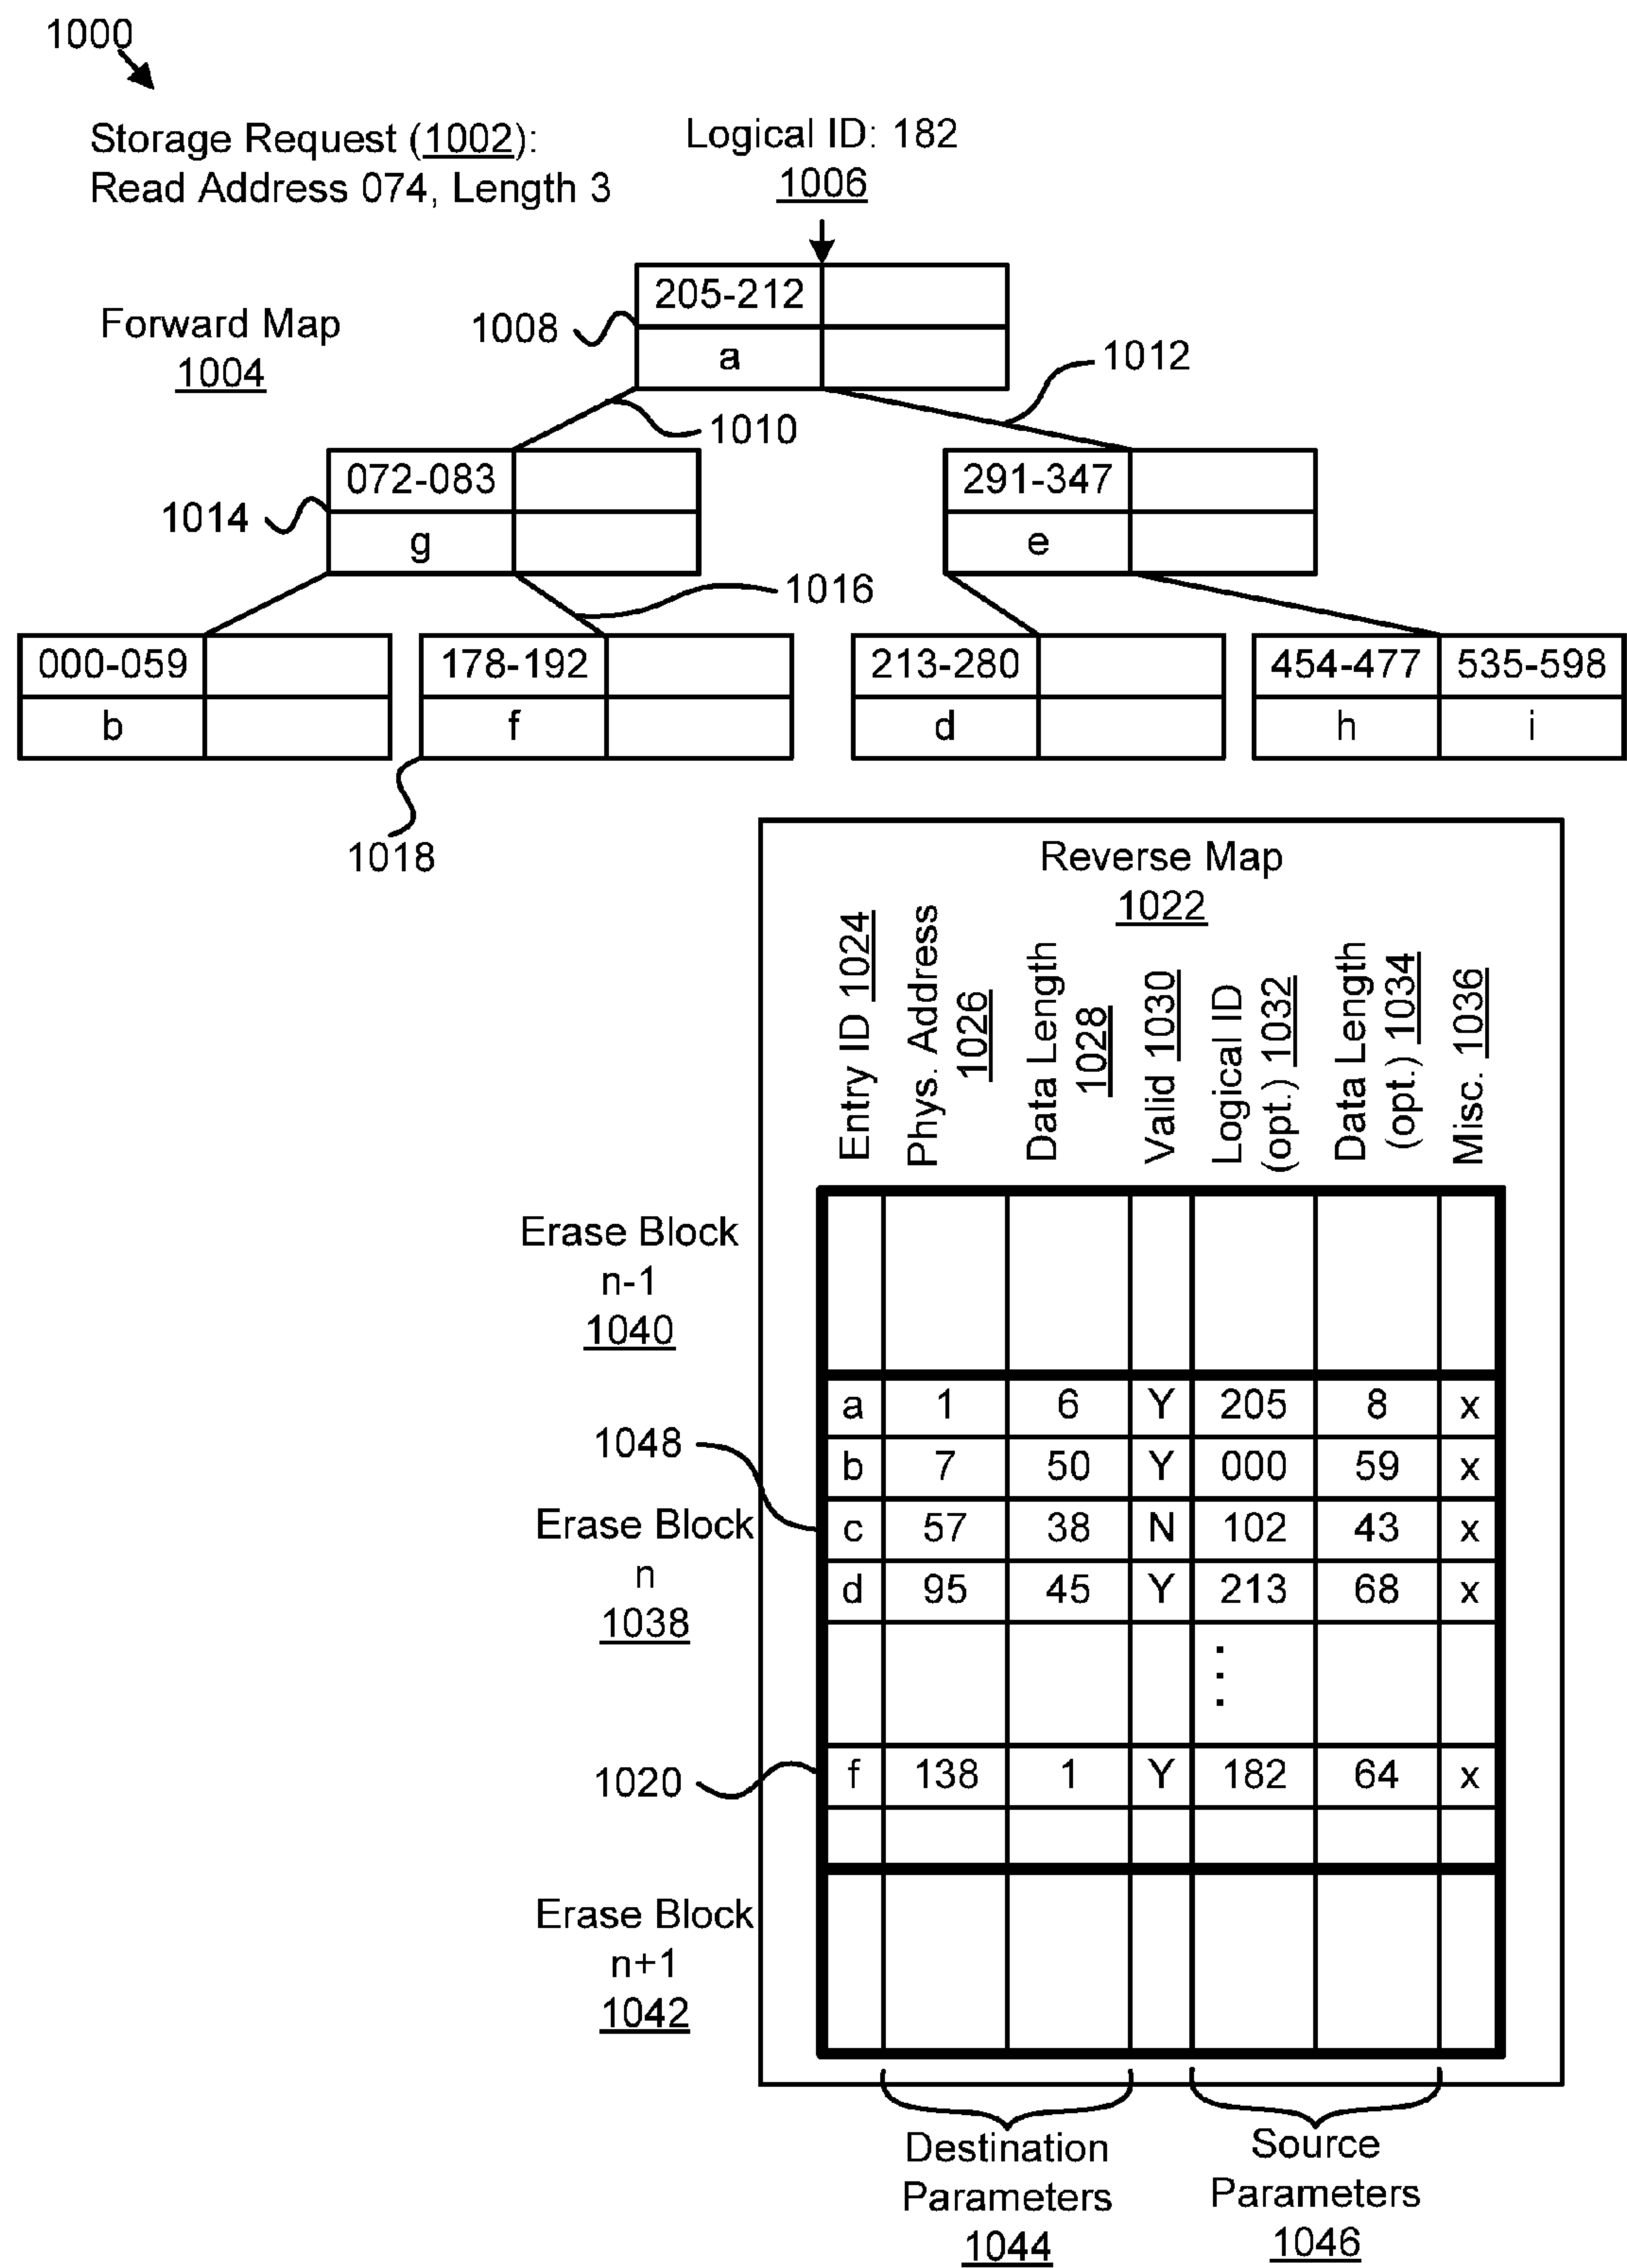 1000
Storage Request (1002):
Read Address 074, Length 3
Logical ID: 182
1006
Forward Map
1004
1008
205-212
a
1010
1012
1014
072-083
g
291-347
e
1016
000-059
b
178-192
f
213-280
d
454-477 535-598
h i
1018
Reverse Map
1022
Entry ID 1024
Phys. Address
1026
Data Length
1028
Valid 1030
Logical ID
(opt.) 1032
Data Length
(opt.) 1034
Misc. 1036
Erase Block
n-1
1040
a 1 6 Y 205 8 x
1048
b 7 50 Y 000 59 x
Erase Block
n
1038
c 57 38 N 102 43 x
d 95 45 Y 213 68 x
⋮
1020
f 138 1 Y 182 64 x
Erase Block
n+1
1042
Destination
Parameters
1044
Source
Parameters
1046